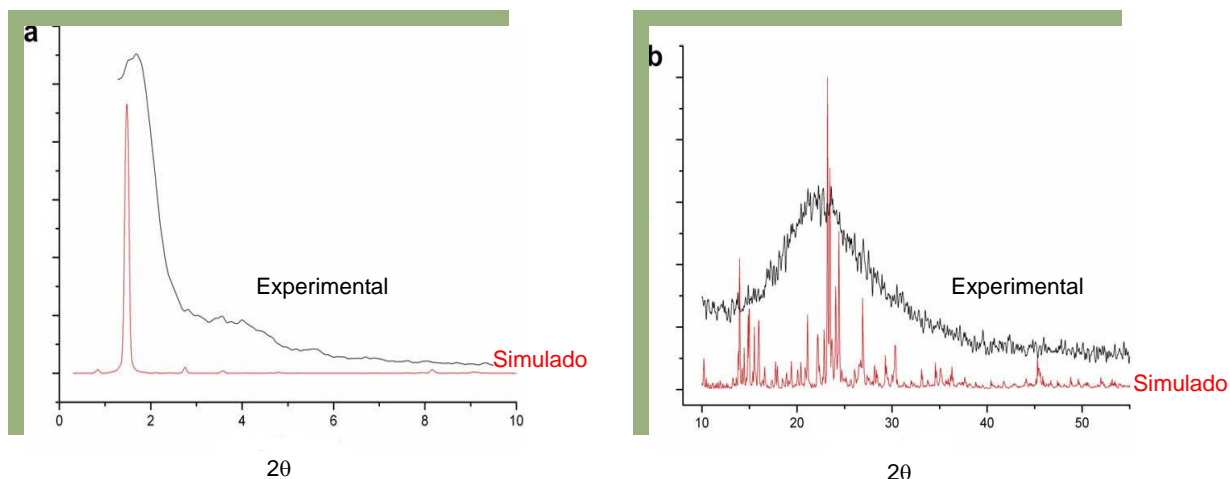 a
Experimental
Simulado
0 2 4 6 8 10
2θ
b
Experimental
Simulado
10 20 30 40 50
2θ